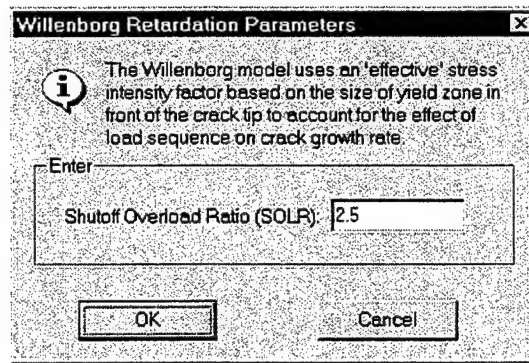 Willenborg Retardation Parameters
The Willenborg model uses an 'effective' stress
intensity factor based on the size of yield zone in
front of the crack tip to account for the effect of
load sequence on crack growth rate.
Enter
Shutoff Overload Ratio (SOLR): 2.5
OK Cancel